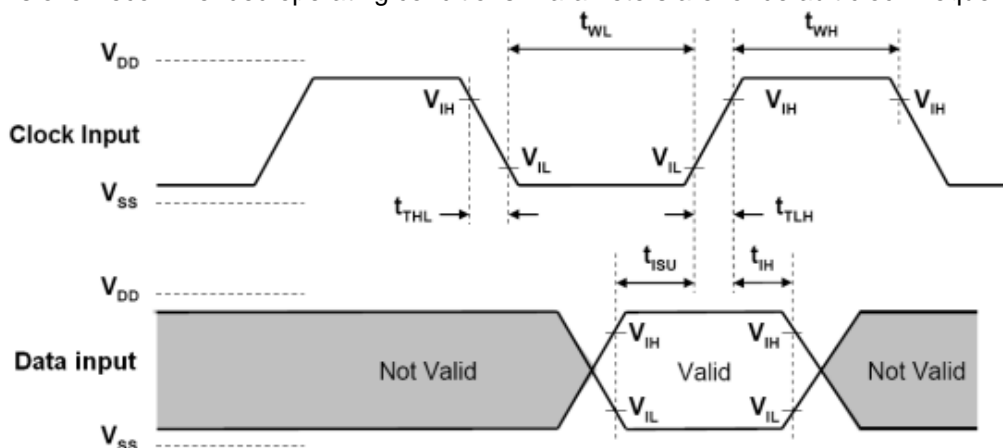 t_WL t_WH
V_DD
V_IH V_IH V_IH
Clock Input
V_IL V_IL
V_SS
t_THL t_TLH
t_ISU t_IH
V_DD
V_IH V_IH
Data input Not Valid Valid Not Valid
V_IL V_IL
V_SS